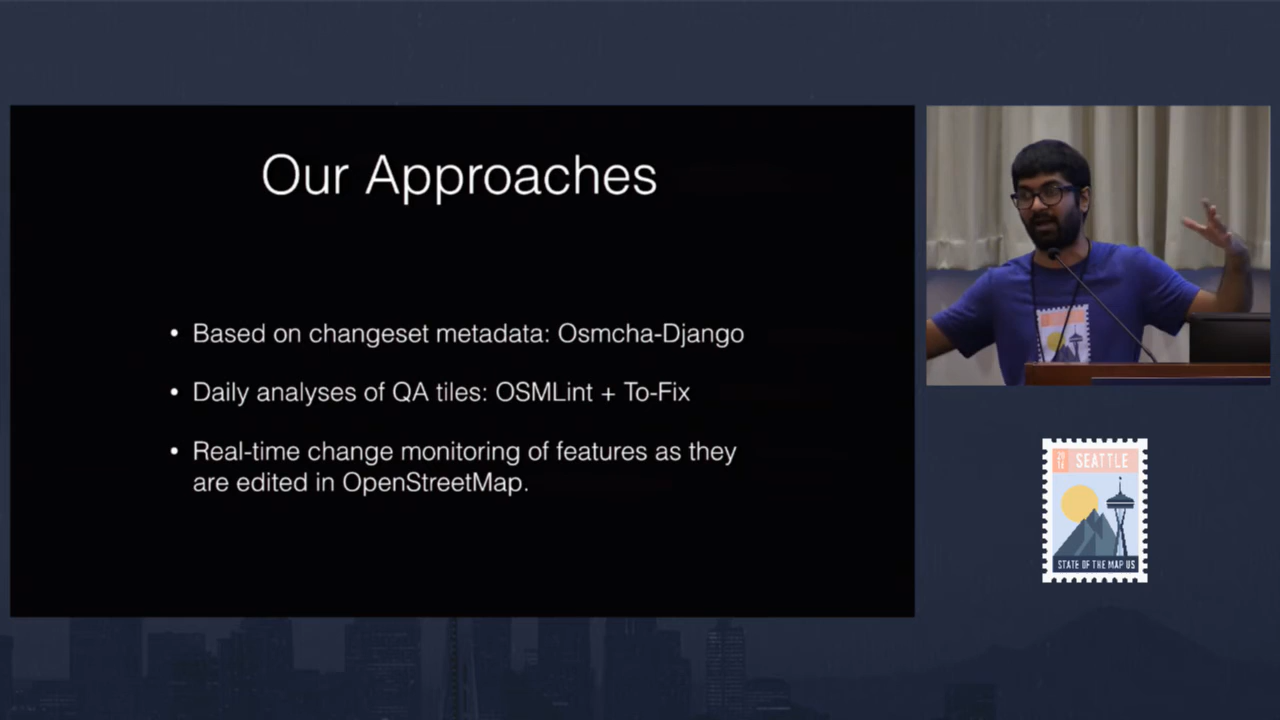 Our Approaches
• Based on changeset metadata: Osmcha-Django
• Daily analyses of QA tiles: OSMLint + To-Fix
• Real-time change monitoring of features as they
are edited in OpenStreetMap.
2016 SEATTLE
STATE OF THE MAP US